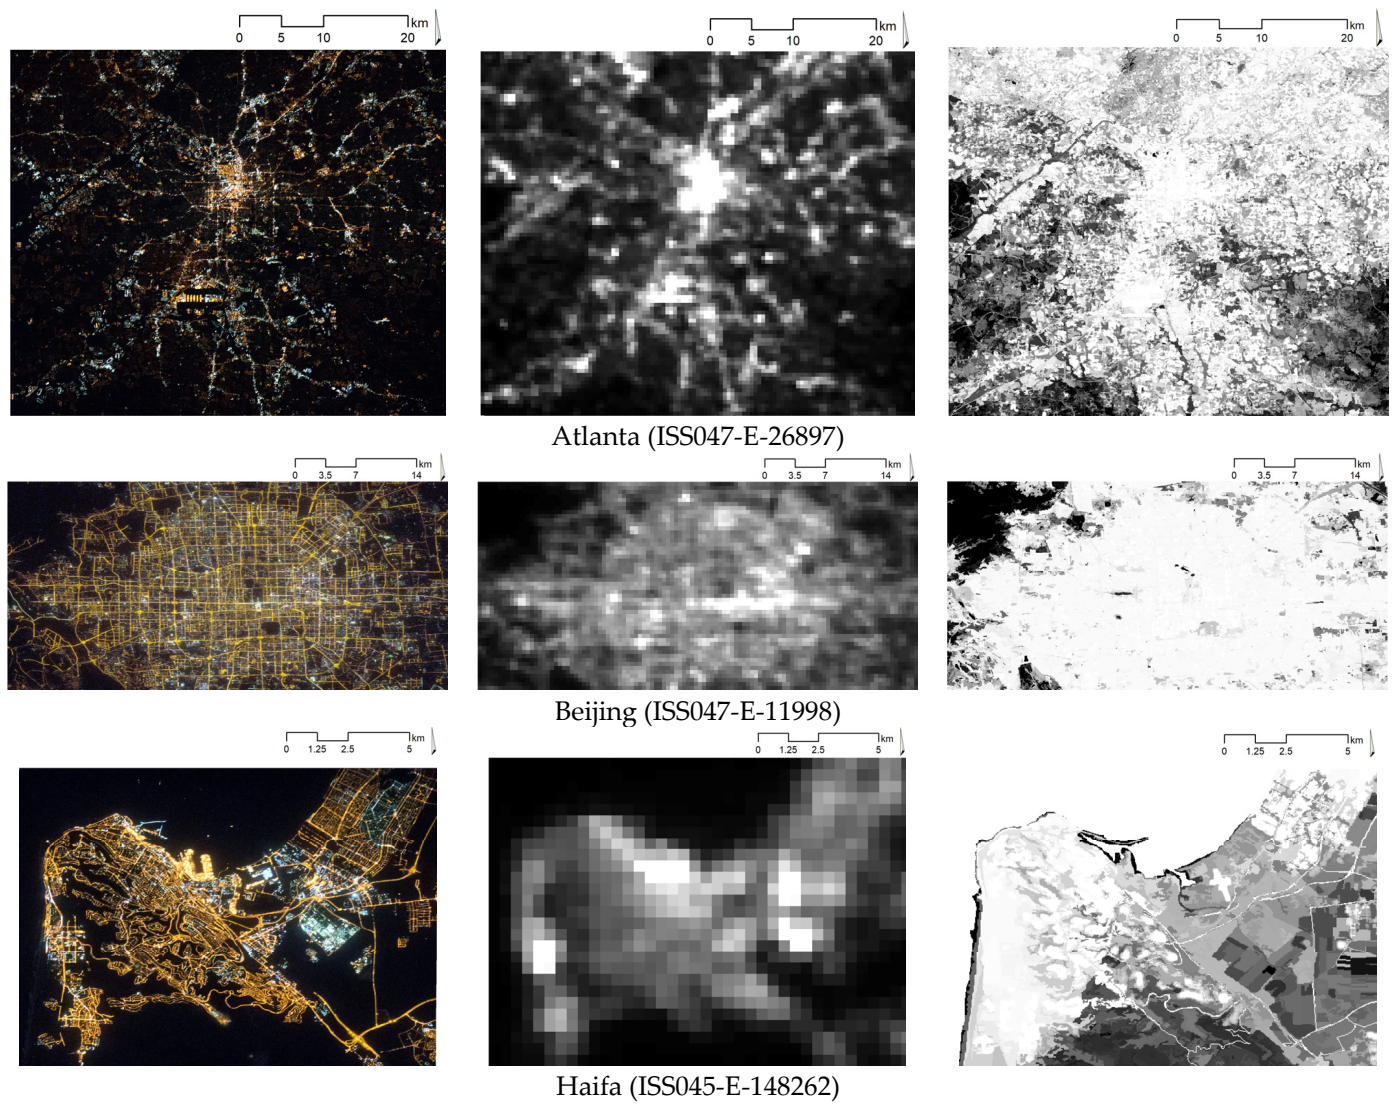 km
0 5 10 20
km
0 5 10 20
km
0 5 10 20
Atlanta (ISS047-E-26897)
km
0 3.5 7 14
km
0 3.5 7 14
km
0 3.5 7 14
Beijing (ISS047-E-11998)
km
0 1.25 2.5 5
km
0 1.25 2.5 5
km
0 1.25 2.5 5
Haifa (ISS045-E-148262)